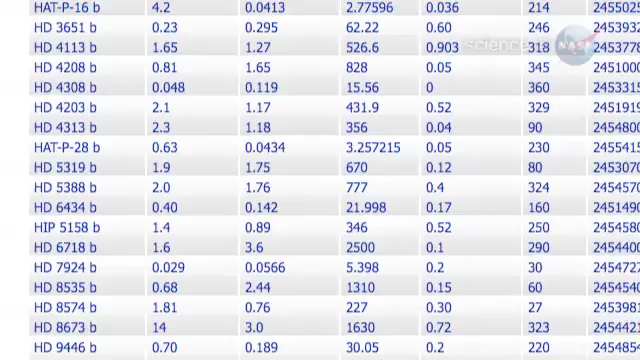 HAT-P-16 b 4.2 0.0413 2.77596 0.036 214 2455025
HD 3651 b 0.23 0.295 62.22 0.60 246 2453932
HD 4113 b 1.65 1.27 526.6 0.903 318 2453778
HD 4208 b 0.81 1.65 828 0.05 345 2451000
HD 4308 b 0.048 0.119 15.56 0 360 2453315
HD 4203 b 2.1 1.17 431.9 0.52 329 2451919
HD 4313 b 2.3 1.18 356 0.04 90 2454800
HAT-P-28 b 0.63 0.0434 3.257215 0.05 230 2455415
HD 5319 b 1.9 1.75 670 0.12 80 2453070
HD 5388 b 2.0 1.76 777 0.4 324 2454570
HD 6434 b 0.40 0.142 21.998 0.17 160 2451490
HIP 5158 b 1.4 0.89 346 0.52 250 2454580
HD 6718 b 1.6 3.6 2500 0.1 290 2454400
HD 7924 b 0.029 0.0566 5.398 0.2 30 2454727
HD 8535 b 0.68 2.44 1310 0.15 60 2454540
HD 8574 b 1.81 0.76 227 0.30 27 2453981
HD 8673 b 14 3.0 1630 0.72 323 2454421
HD 9446 b 0.70 0.189 30.05 0.2 220 2454854